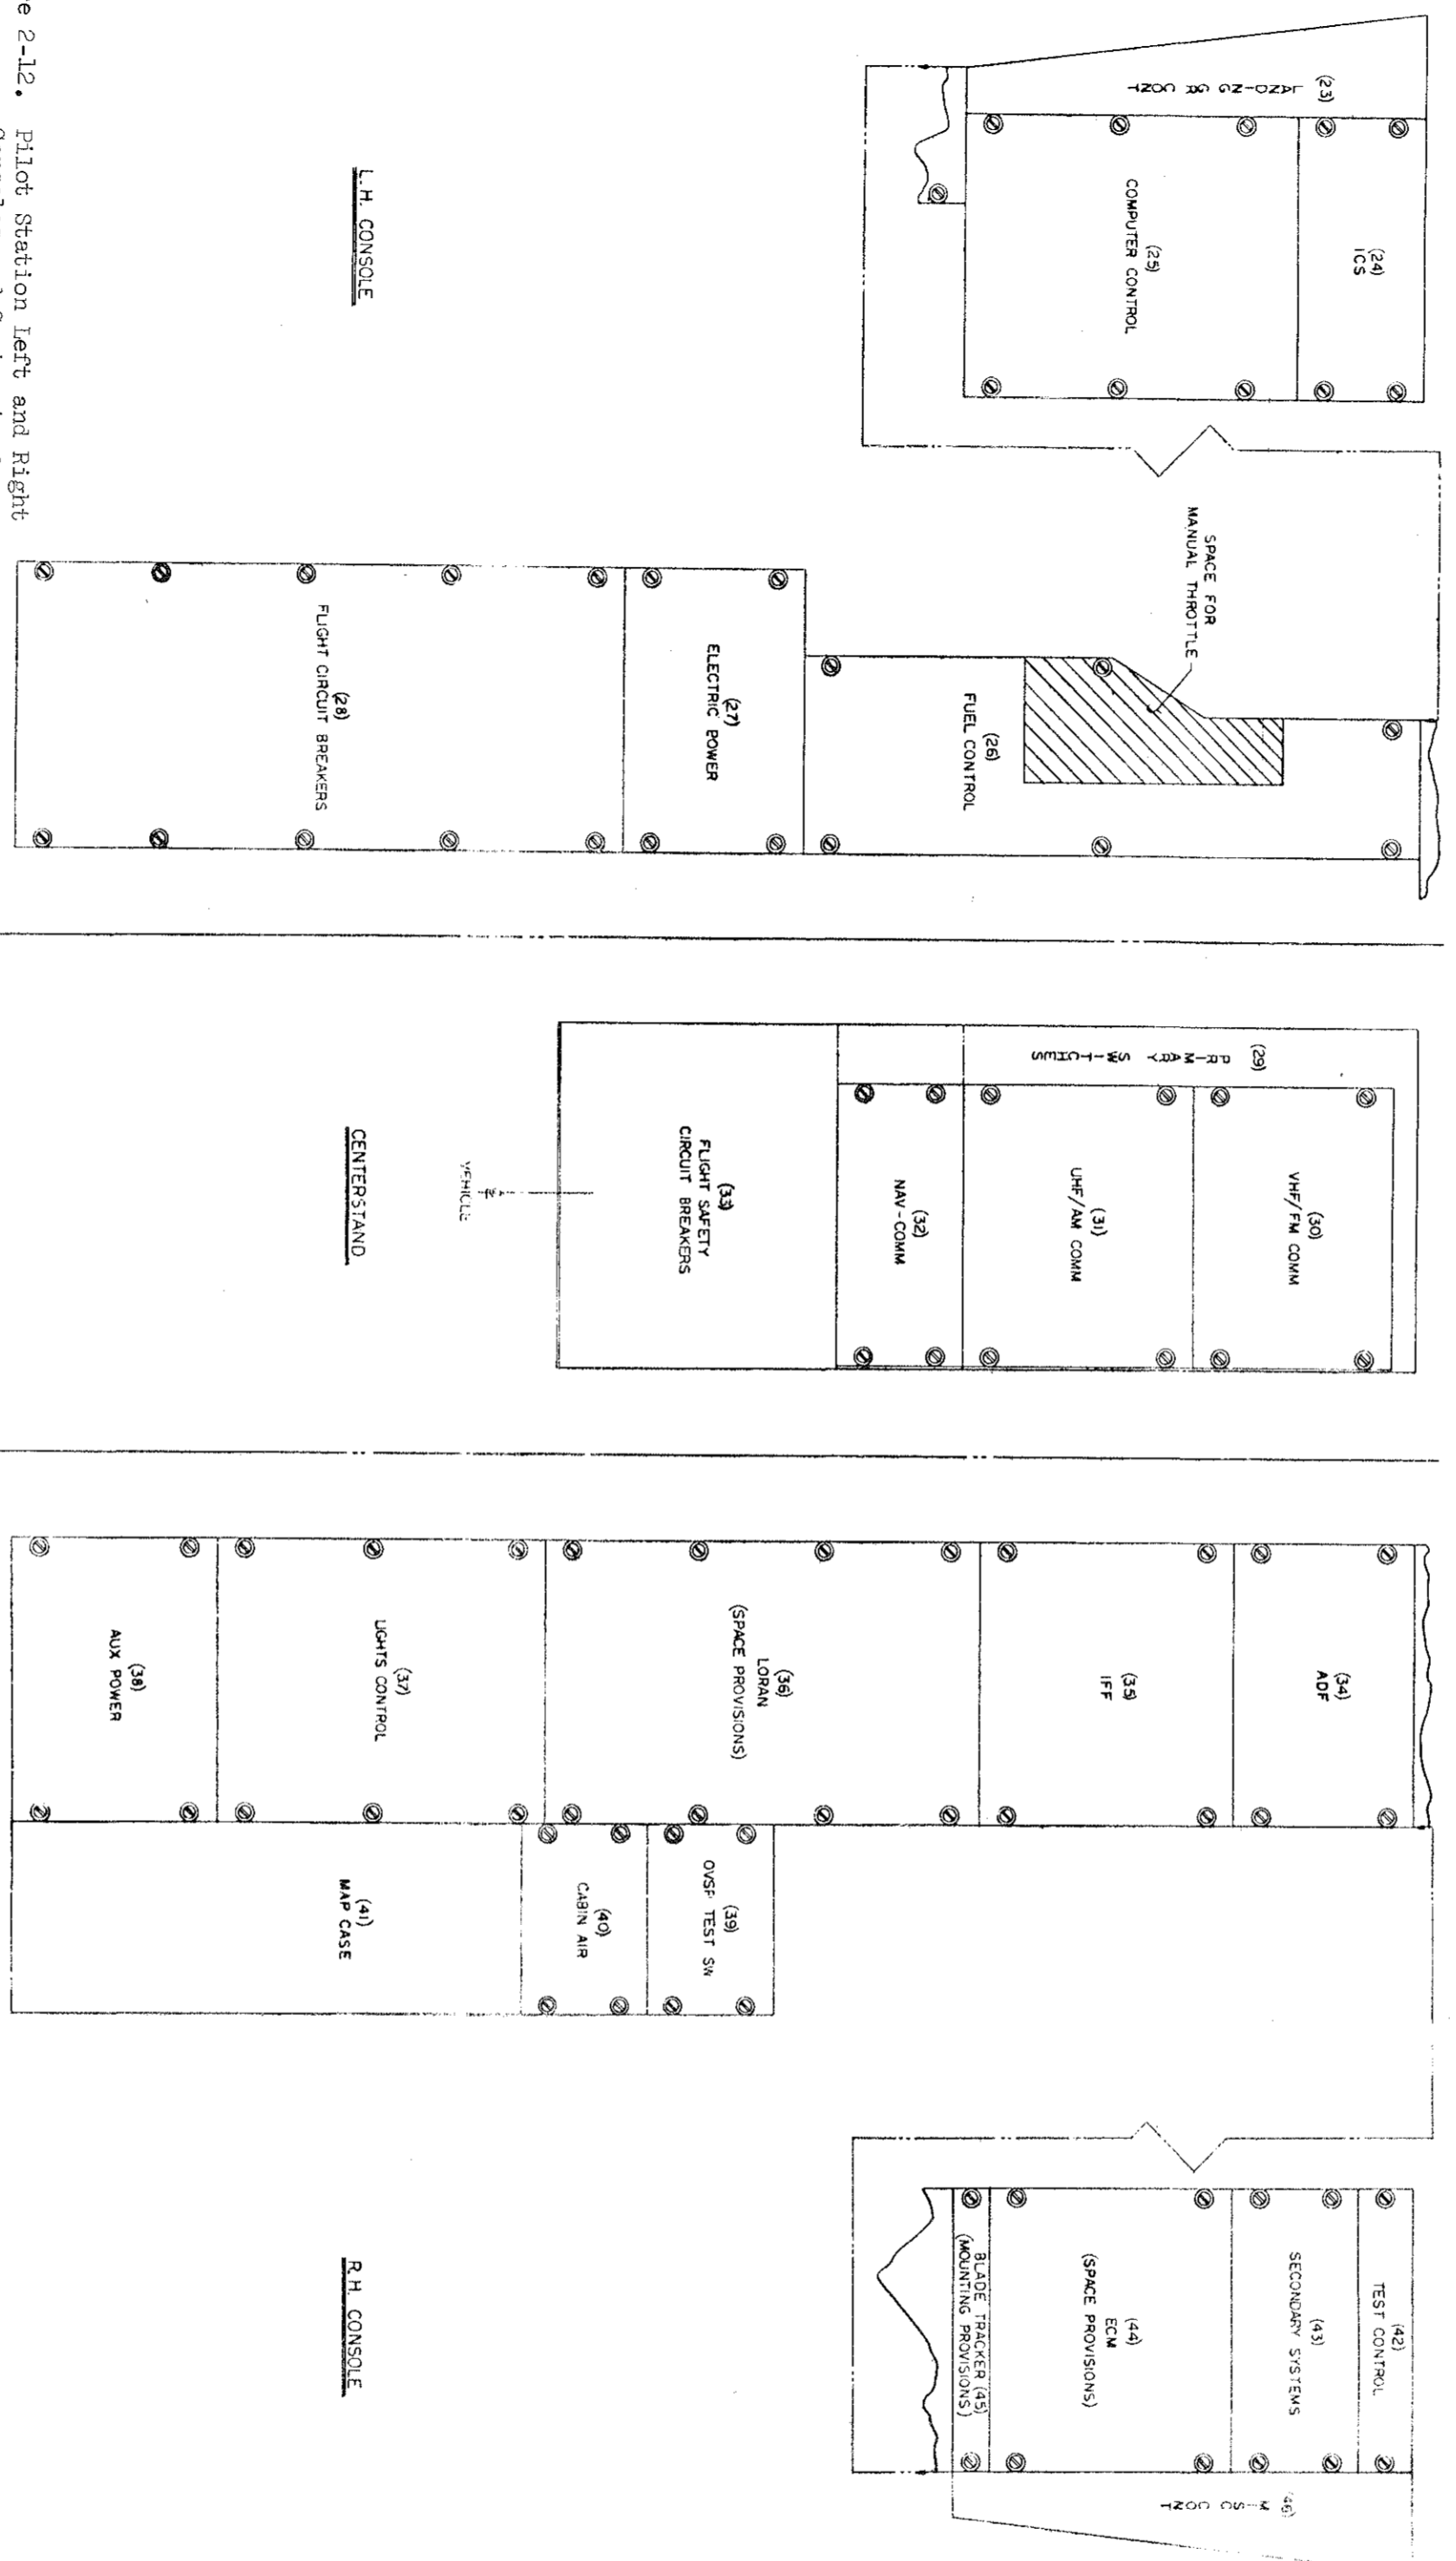 (23)
LANDING GR CONT
(24)
ICS
(25)
COMPUTER CONTROL
SPACE FOR
MANUAL THROTTLE
(26)
FUEL CONTROL
(27)
ELECTRIC POWER
(28)
FLIGHT CIRCUIT BREAKERS
L.H. CONSOLE
(29)
PRIMARY SWITCHES
(30)
VHF/FM COMM
(31)
UHF/AM COMM
(32)
NAV-COMM
(33)
FLIGHT SAFETY
CIRCUIT BREAKERS
VEHICLE
CENTERSTAND
(34)
ADF
(35)
IFF
(36)
LORAN
(SPACE PROVISIONS)
(37)
LIGHTS CONTROL
(38)
AUX POWER
(39)
OVSP TEST SW
(40)
CABIN AIR
(41)
MAP CASE
(42)
TEST CONTROL
(43)
SECONDARY SYSTEMS
(44)
ECM
(SPACE PROVISIONS)
BLADE TRACKER (45)
(MOUNTING PROVISIONS)
(46)
MISC CONT
R.H. CONSOLE
2-12. Pilot Station Left and Right